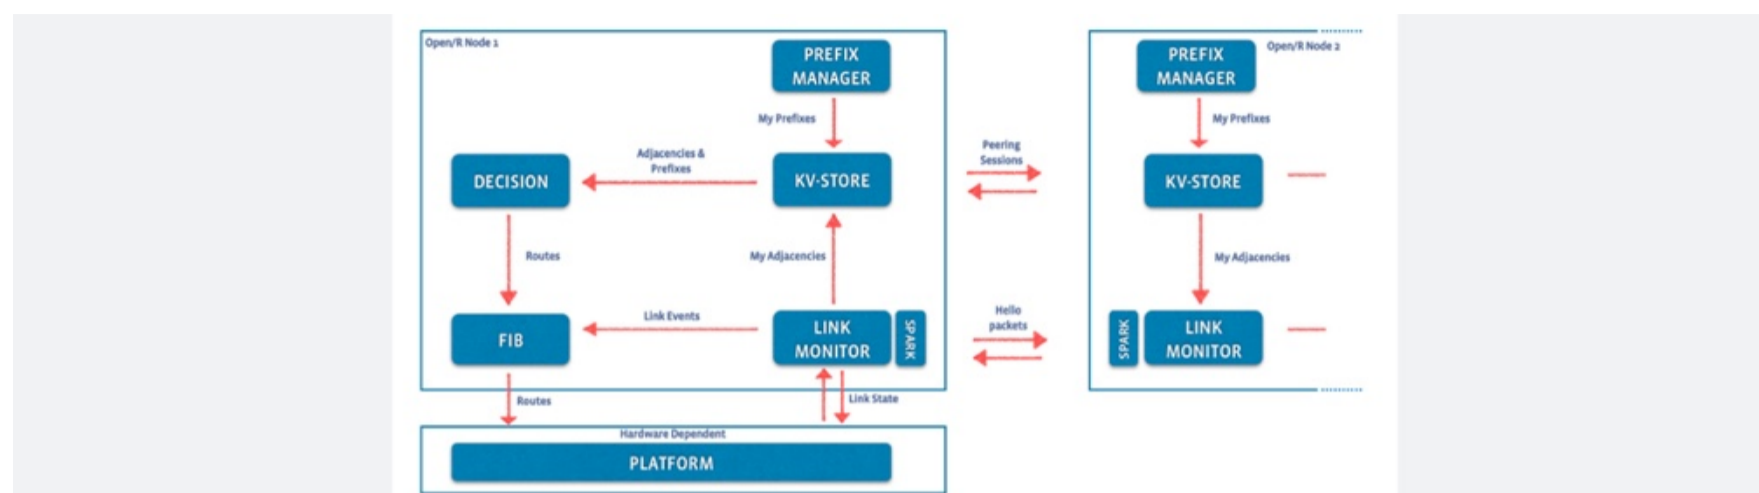 Open/R Node 1
PREFIX
MANAGER
My Prefixes
Adjacencies &
Prefixes
DECISION
KV-STORE
Routes
My Adjacencies
Link Events
FIB
LINK
MONITOR
SPARK
Routes
Link State
Hardware Dependent
PLATFORM
Peering
Sessions
Hello
packets
Open/R Node 2
PREFIX
MANAGER
My Prefixes
KV-STORE
My Adjacencies
SPARK
LINK
MONITOR